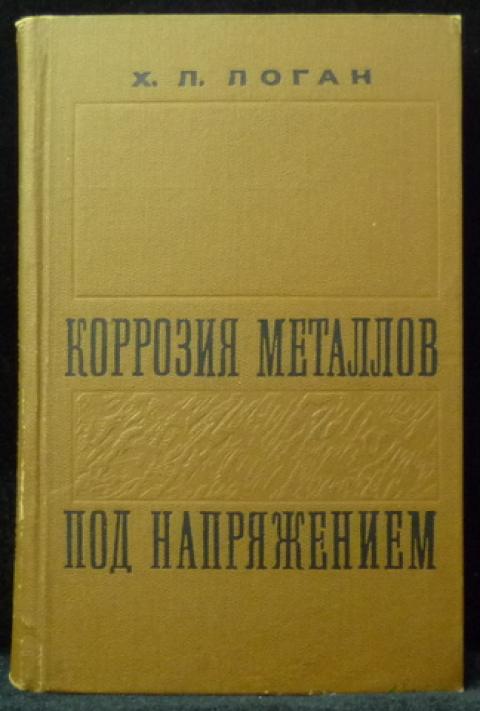 Х. Л. ЛОГАН
КОРРОЗИЯ МЕТАЛЛОВ
ПОД НАПРЯЖЕНИЕМ